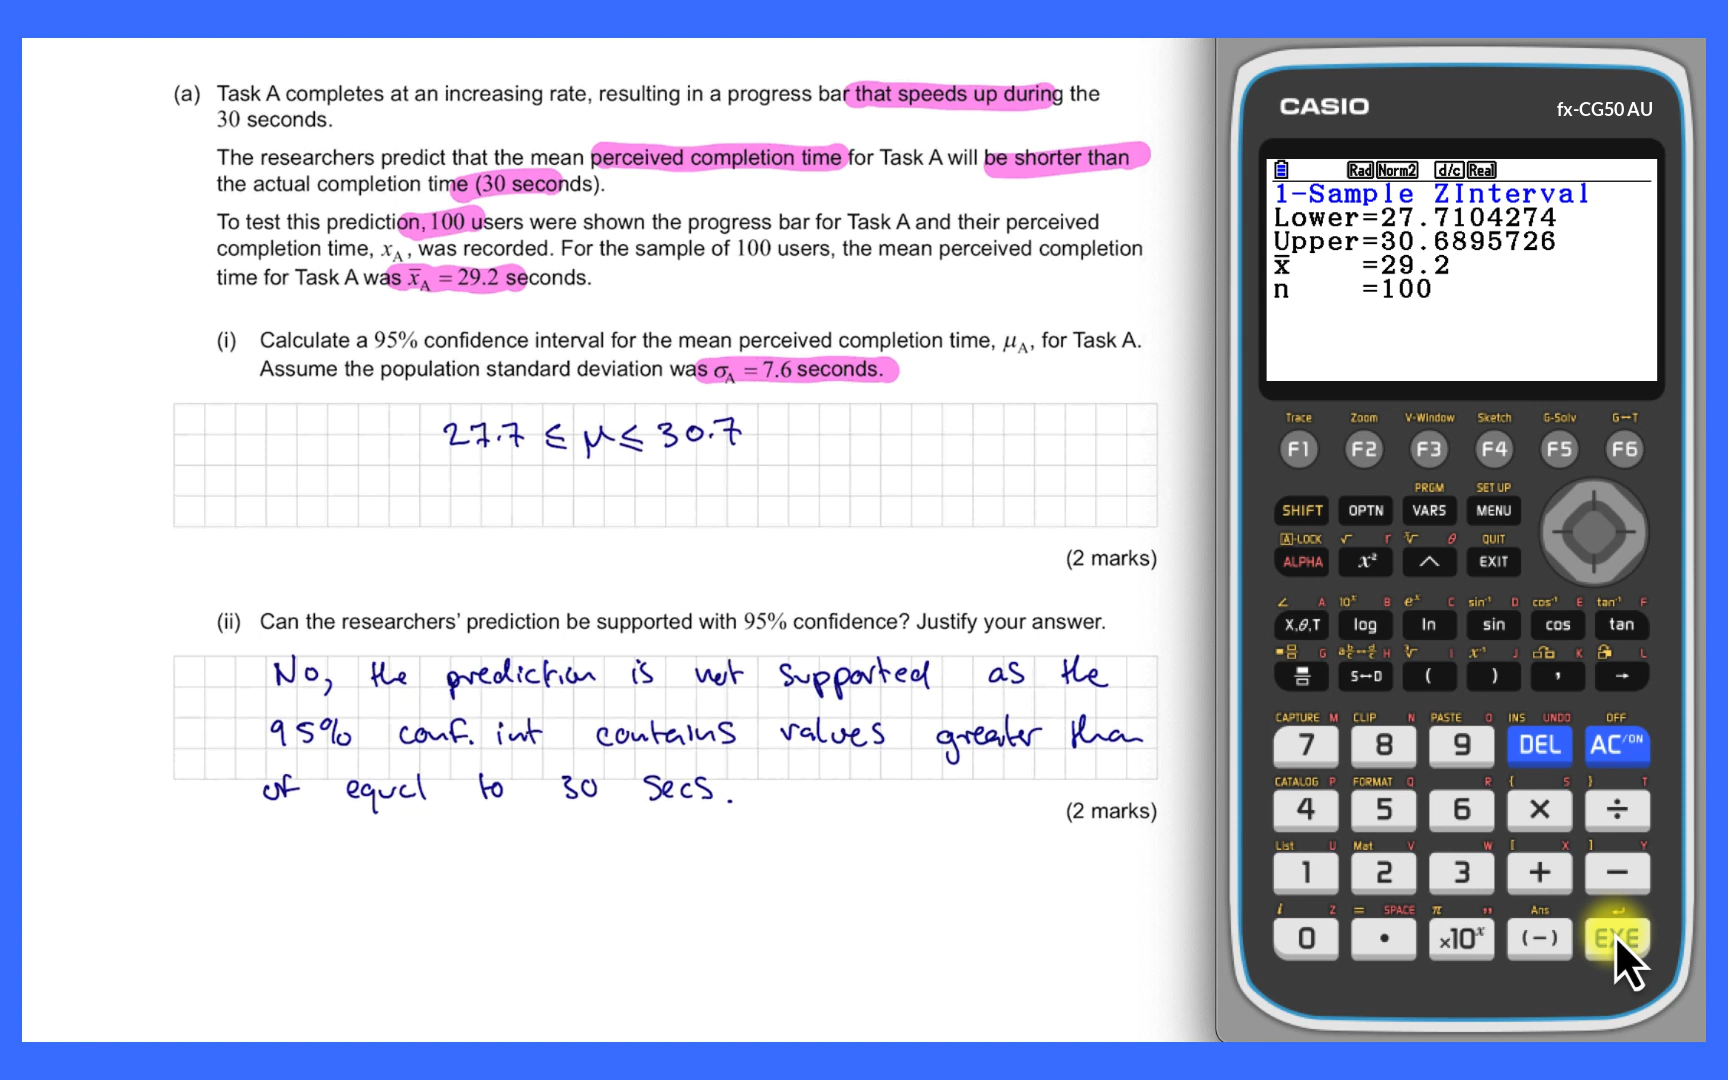 (a) Task A completes at an increasing rate, resulting in a progress bar that speeds up during the
30 seconds.
The researchers predict that the mean perceived completion time for Task A will be shorter than
the actual completion time (30 seconds).
To test this prediction, 100 users were shown the progress bar for Task A and their perceived
completion time, x_A, was recorded. For the sample of 100 users, the mean perceived completion
time for Task A was x̄_A = 29.2 seconds.
(i) Calculate a 95% confidence interval for the mean perceived completion time, μ_A, for Task A.
Assume the population standard deviation was σ_A = 7.6 seconds.
27.7 ≤ μ ≤ 30.7
(2 marks)
(ii) Can the researchers' prediction be supported with 95% confidence? Justify your answer.
No, the prediction is not supported as the
95% conf. int contains values greater than
or equal to 30 secs.
(2 marks)
CASIO
fx-CG50 AU
Rad Norm2 d/c Real
1-Sample ZInterval
Lower=27.7104274
Upper=30.6895726
x̄ =29.2
n =100
Trace Zoom V-Window Sketch G-Solv G↔T
F1 F2 F3 F4 F5 F6
PRGM SET UP
SHIFT OPTN VARS MENU
A-LOCK √ r ˣ√ θ QUIT
ALPHA x² ^ EXIT
∠ A 10ˣ B eˣ C sin⁻¹ D cos⁻¹ E tan⁻¹ F
X,θ,T log ln sin cos tan
G H ³√ I x⁻¹ J K L
S↔D ( ) , →
CAPTURE M CLIP N PASTE O INS UNDO OFF
7 8 9 DEL AC/ON
CATALOG P FORMAT Q R { S } T
4 5 6 × ÷
List U Mat V W [ X ] Y
1 2 3 + −
i Z = SPACE π " Ans ↵
0 • ×10ˣ (−) EXE